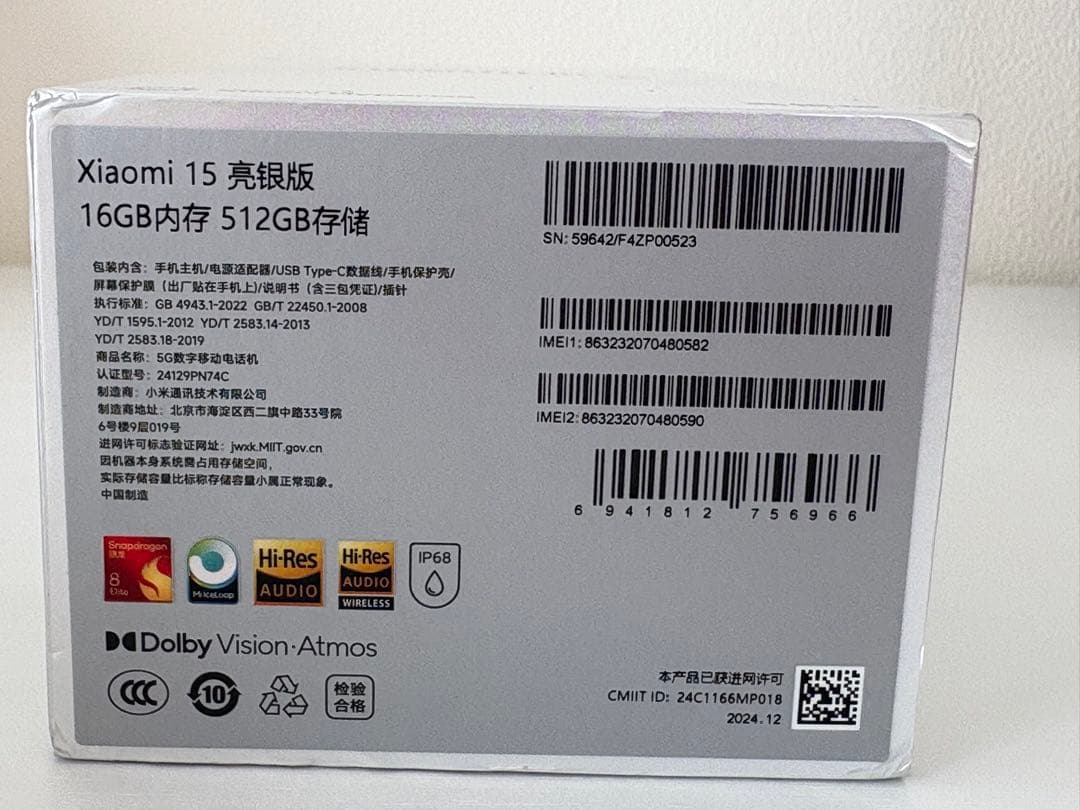 Xiaomi 15 亮银版
16GB内存 512GB存储
包装内含：手机主机/电源适配器/USB Type-C数据线/手机保护壳/
屏幕保护膜（出厂贴在手机上）/说明书（含三包凭证）/插针
执行标准：GB 4943.1-2022 GB/T 22450.1-2008
YD/T 1595.1-2012 YD/T 2583.14-2013
YD/T 2583.18-2019
商品名称：5G数字移动电话机
认证型号：24129PN74C
制造商：小米通讯技术有限公司
制造商地址：北京市海淀区西二旗中路33号院
6号楼9层019号
进网许可标志验证网址：jwxk.MIIT.gov.cn
因机器本身系统需占用存储空间，
实际存储容量比标称存储容量小属正常现象。
中国制造
SN: 59642/F4ZP00523
IMEI1: 863232070480582
IMEI2: 863232070480590
6 941812 756966
Snapdragon
骁龙
8
Elite
Mi IceLoop
Hi-Res
AUDIO
Hi-Res
AUDIO
WIRELESS
IP68
Dolby Vision·Atmos
CCC
10
检验
合格
本产品已获进网许可
CMIIT ID: 24C1166MP018
2024.12